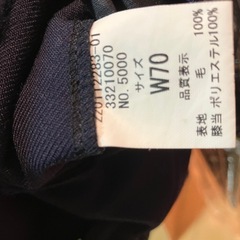 220112283-01
33210070
NO. 5000
サイズ
W70
品質表示
毛 100%
表地
膝当 ポリエステル100%